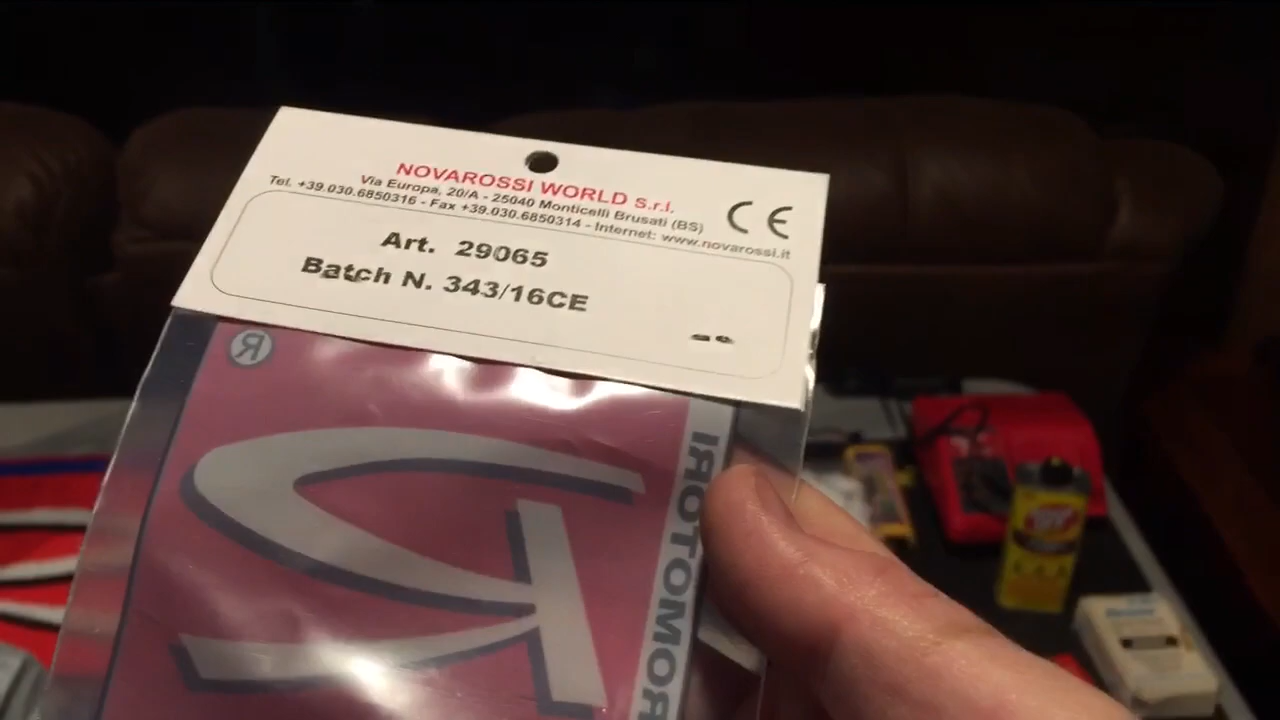 NOVAROSSI WORLD S.r.l.
Via Europa, 20/A - 25040 Monticelli Brusati (BS)
Tel. +39.030.6850316 - Fax +39.030.6850314 - Internet: www.novarossi.it
CE
Art. 29065
Batch N. 343/16CE
®